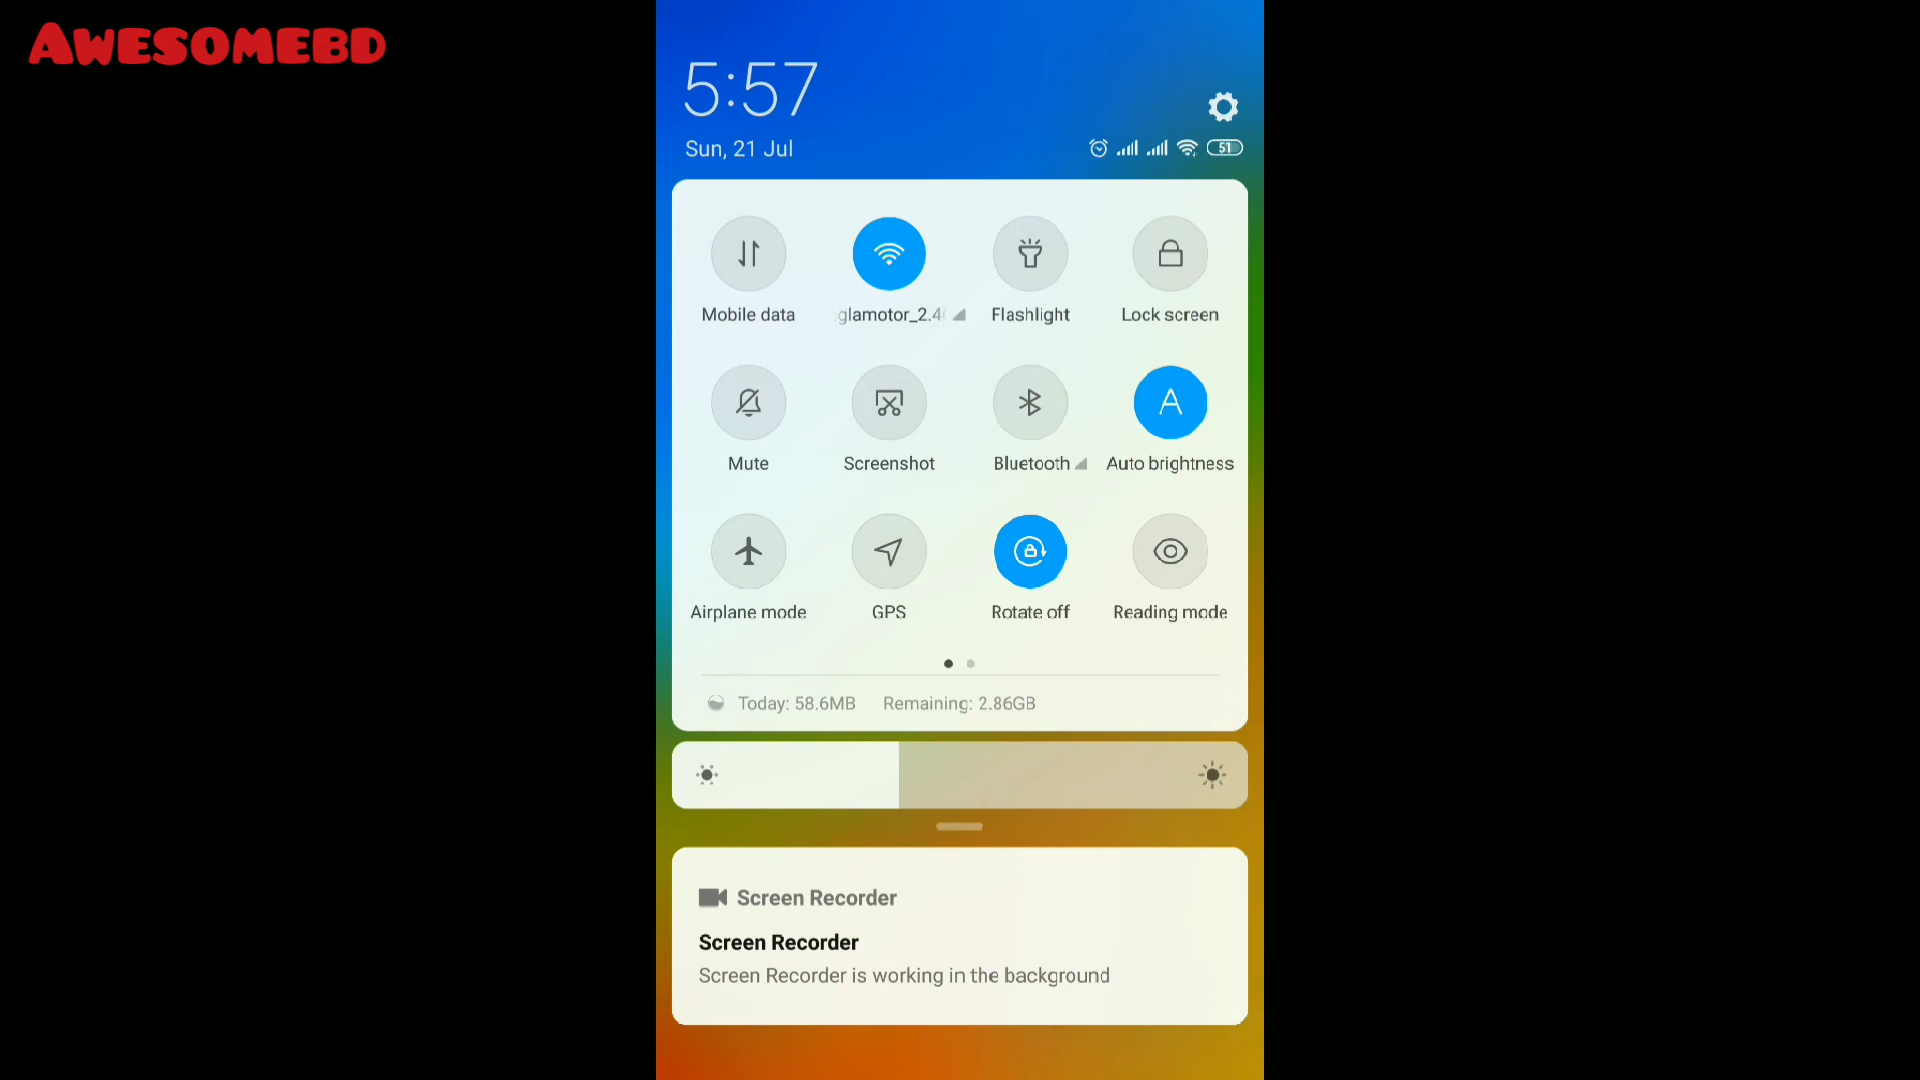 AWESOMEBD
5:57
Sun, 21 Jul
51
Mobile data
glamotor_2.4
Flashlight
Lock screen
Mute
Screenshot
Bluetooth
A
Auto brightness
Airplane mode
GPS
Rotate off
Reading mode
Today: 58.6MB Remaining: 2.86GB
Screen Recorder
Screen Recorder
Screen Recorder is working in the background